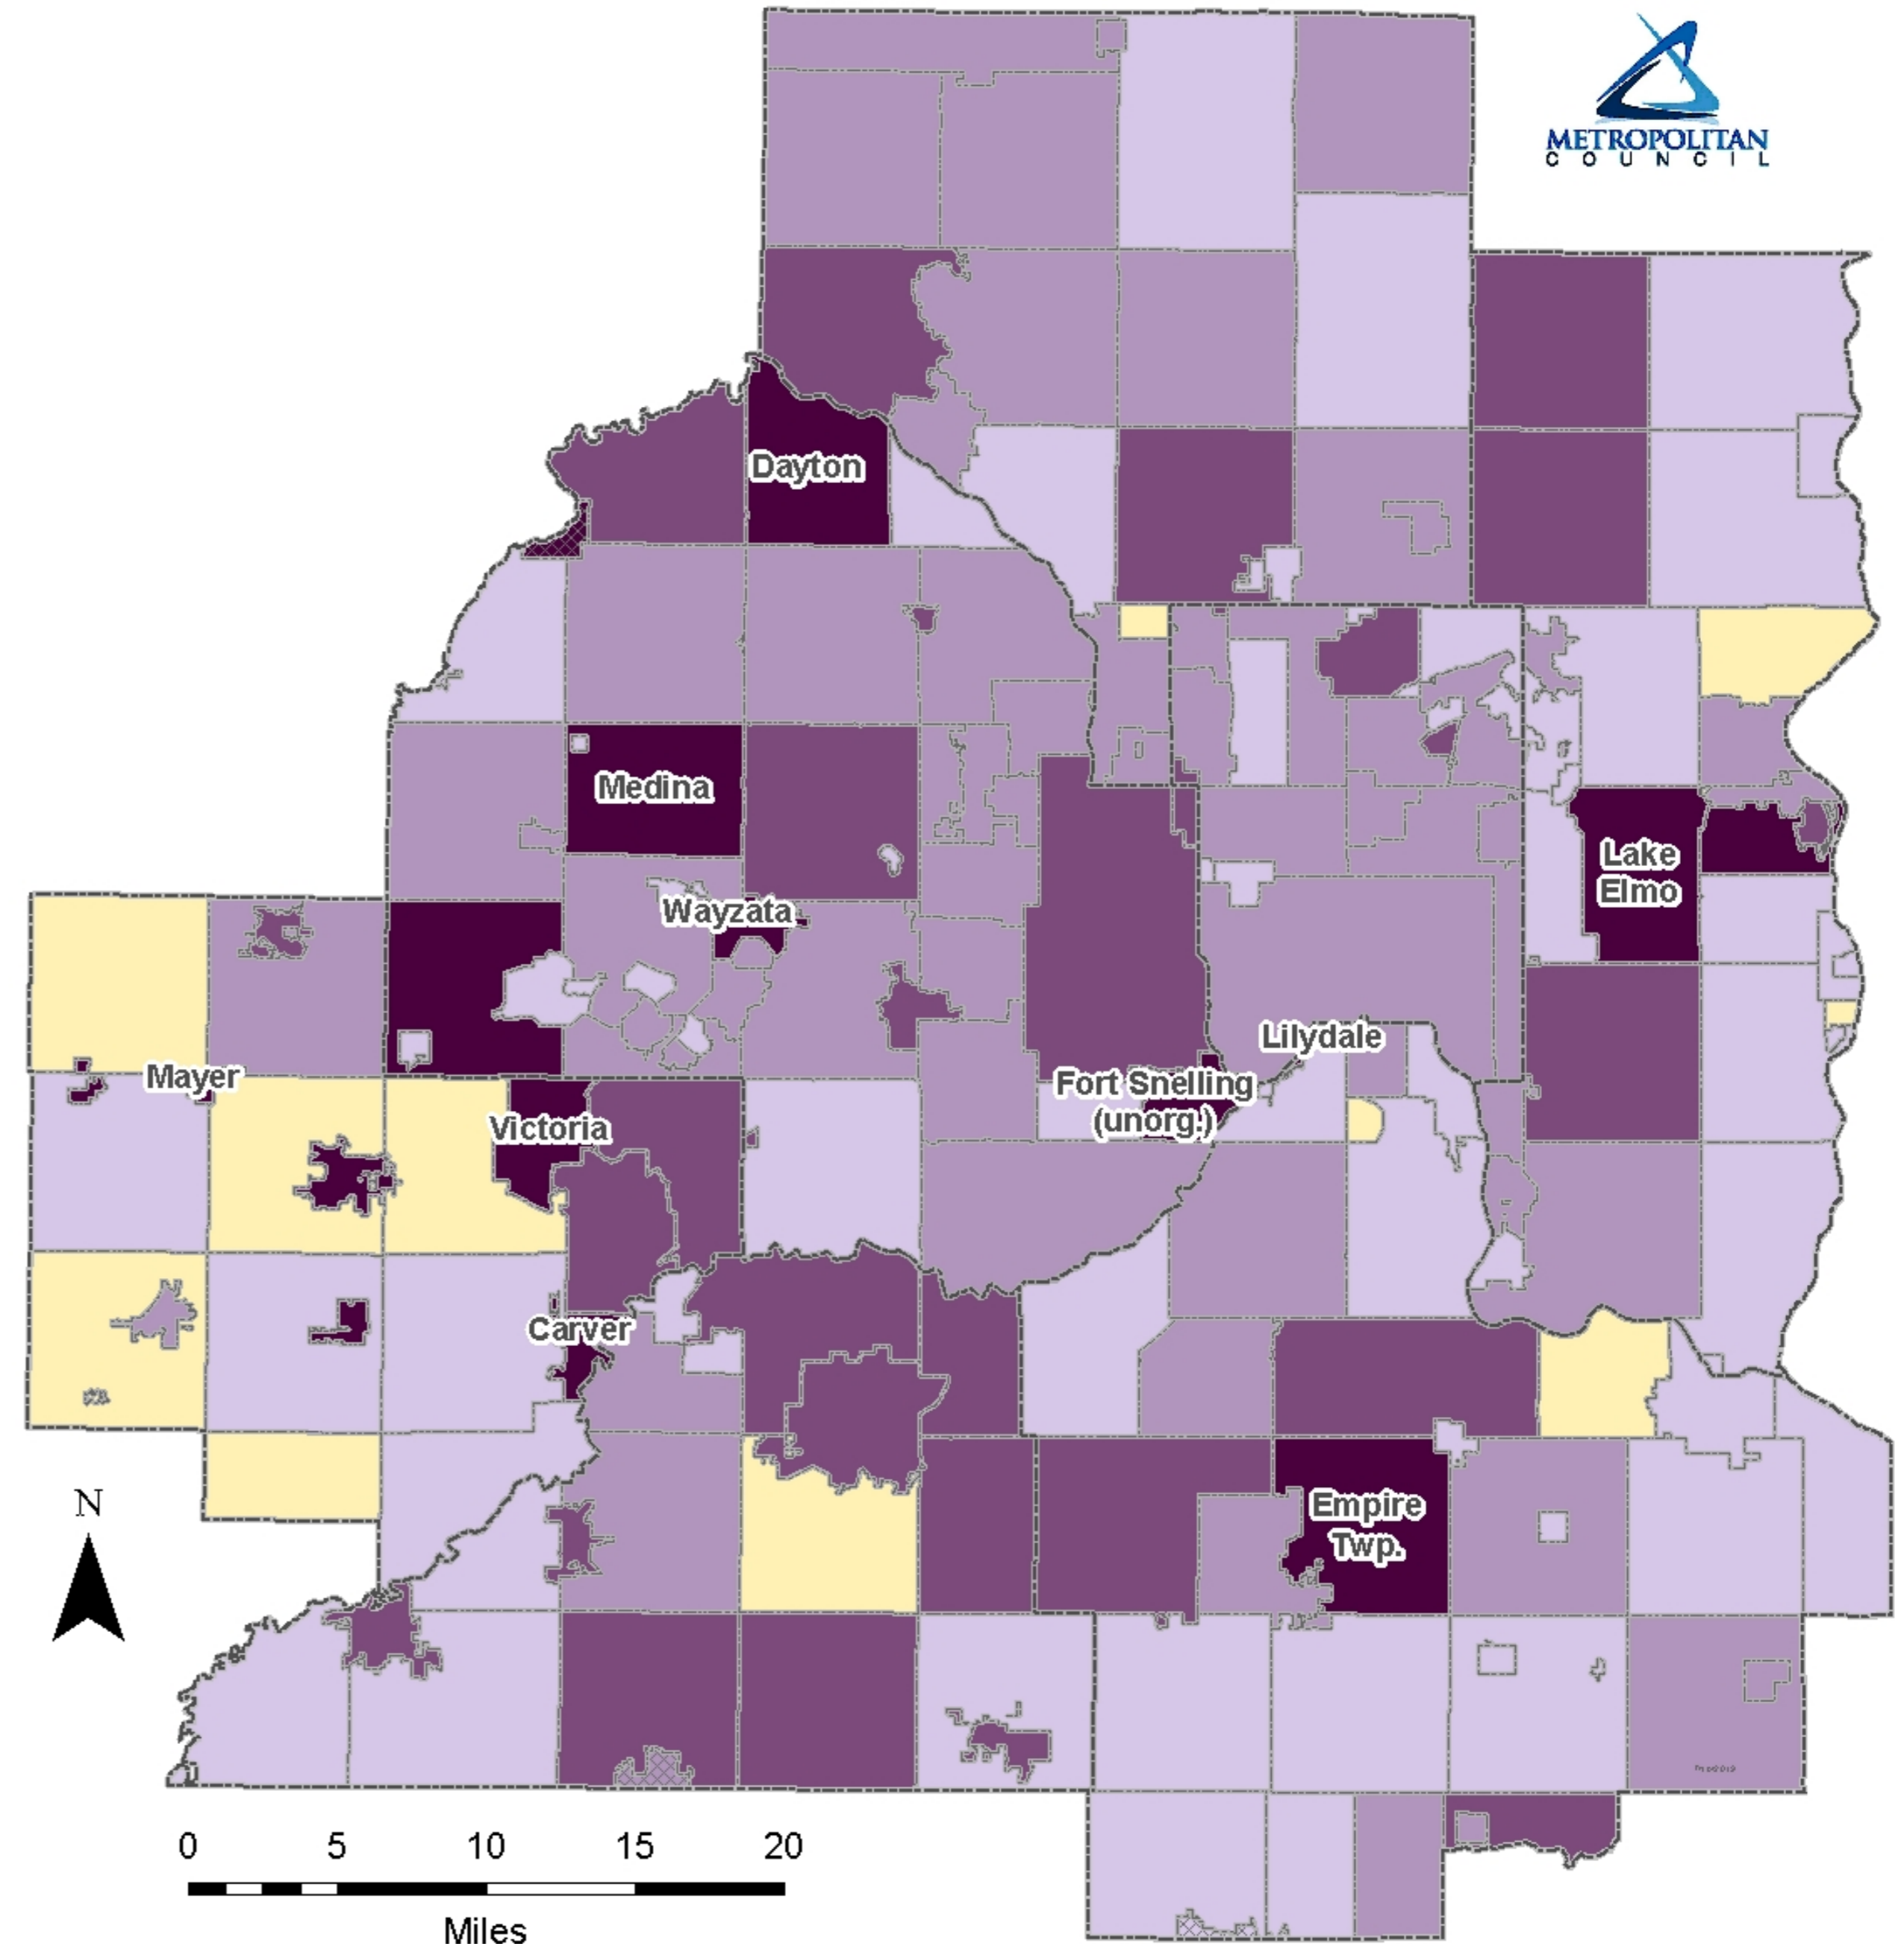 METROPOLITAN
COUNCIL
Dayton
Medina
Lake
Elmo
Wayzata
Lilydale
Mayer
Fort Snelling
(unorg.)
Victoria
Carver
N
Empire
Twp.
0 5 10 15 20
Miles